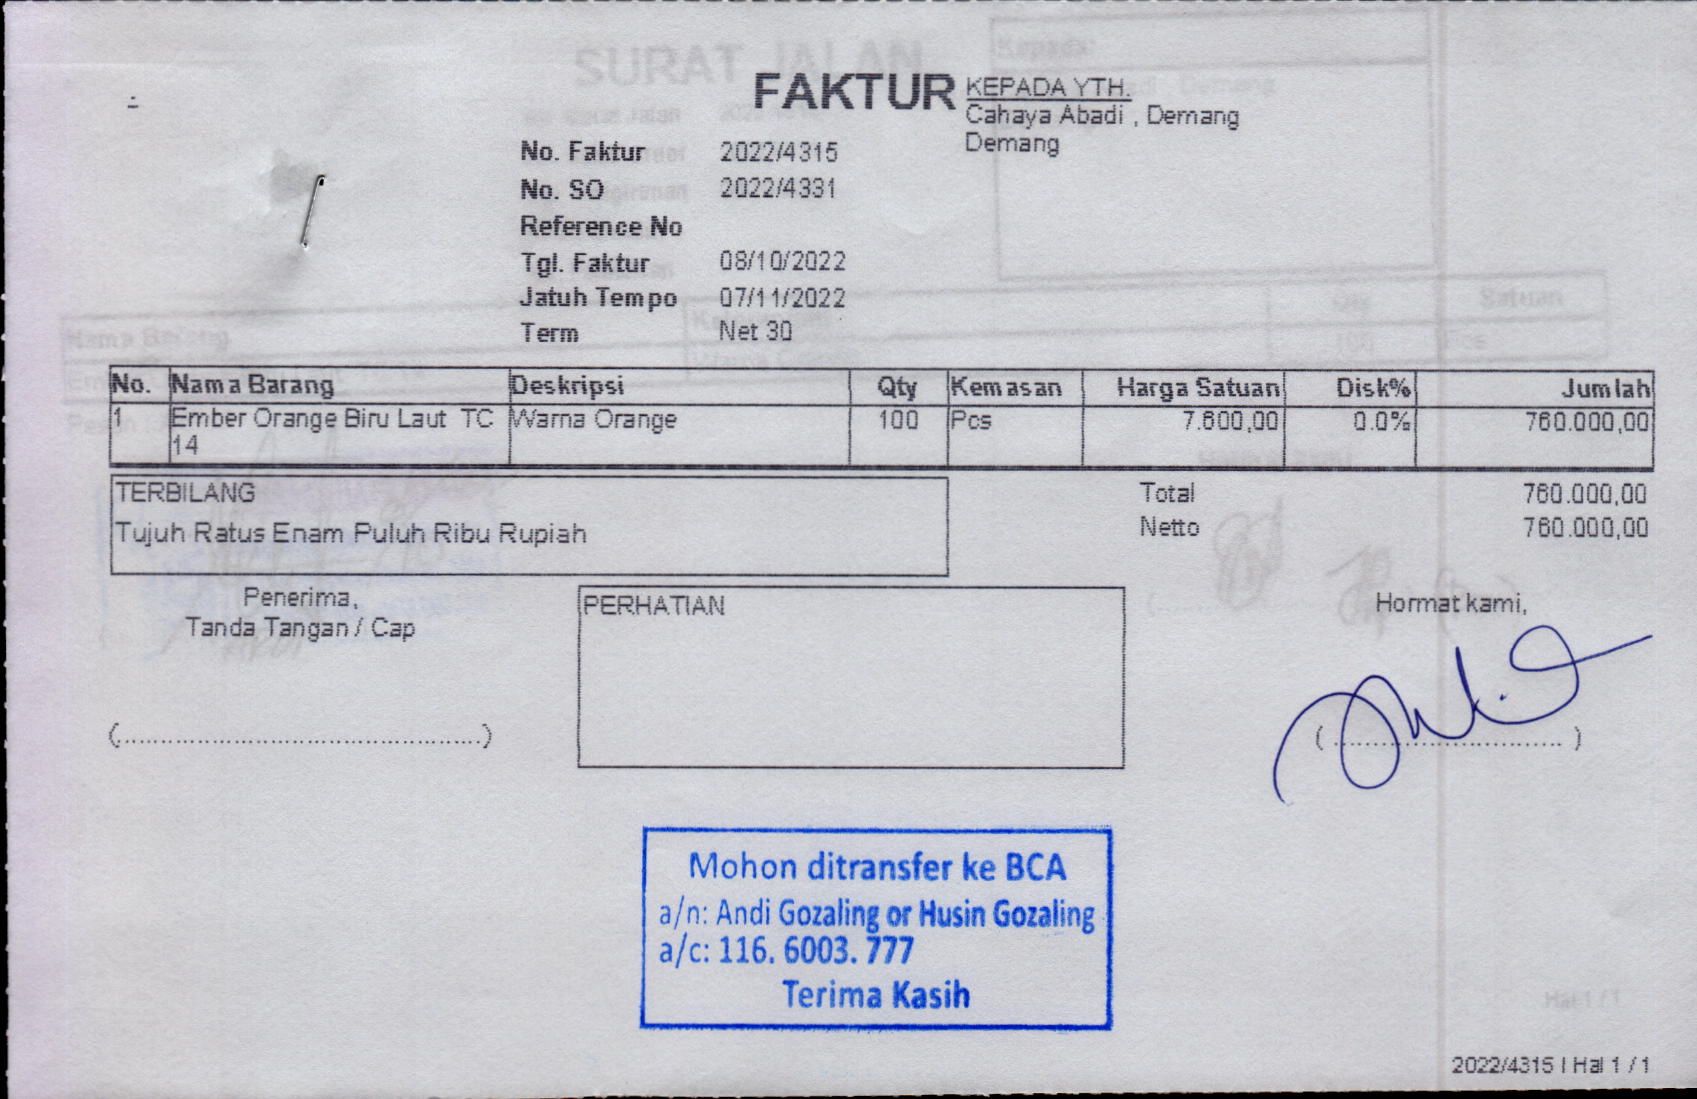 FAKTUR
KEPADA YTH.
Cahaya Abadi , Demang
Demang
No. Faktur 2022/4315
No. SO 2022/4331
Reference No
Tgl. Faktur 08/10/2022
Jatuh Tempo 07/11/2022
Term Net 30
No. Nama Barang Deskripsi Qty Kemasan Harga Satuan Disk% Jumlah
1 Ember Orange Biru Laut TC Warna Orange 100 Pcs 7.600,00 0.0% 760.000,00
14
TERBILANG
Tujuh Ratus Enam Puluh Ribu Rupiah
Total 760.000,00
Netto 760.000,00
Penerima,
Tanda Tangan / Cap
PERHATIAN
Hormat kami,
Mohon ditransfer ke BCA
a/n: Andi Gozaling or Husin Gozaling
a/c: 116. 6003. 777
Terima Kasih
2022/4315 | Hal 1 / 1